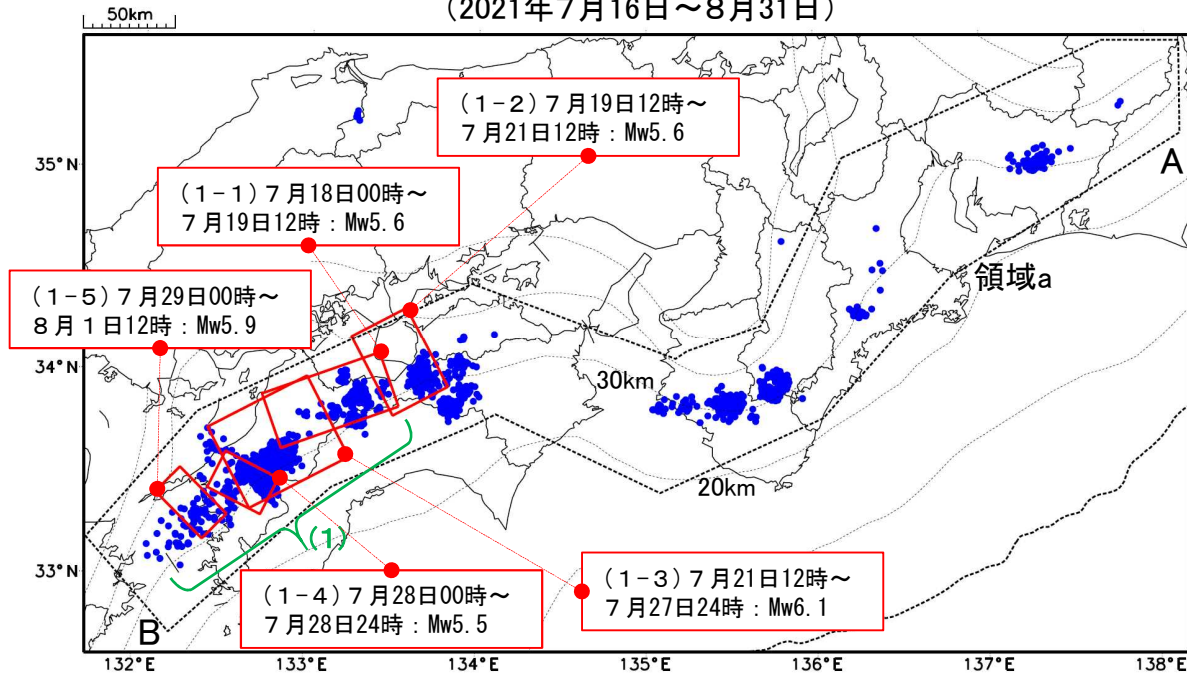 50km
(2021年7月16日～8月31日)
(1-2)7月19日12時～
7月21日12時：Mw5.6
(1-1)7月18日00時～
7月19日12時：Mw5.6
(1-5)7月29日00時～
8月1日12時：Mw5.9
35°N
34°N
33°N
A
領域a
30km
20km
(1)
(1-4)7月28日00時～
7月28日24時：Mw5.5
(1-3)7月21日12時～
7月27日24時：Mw6.1
B
132°E
133°E
134°E
135°E
136°E
137°E
138°E